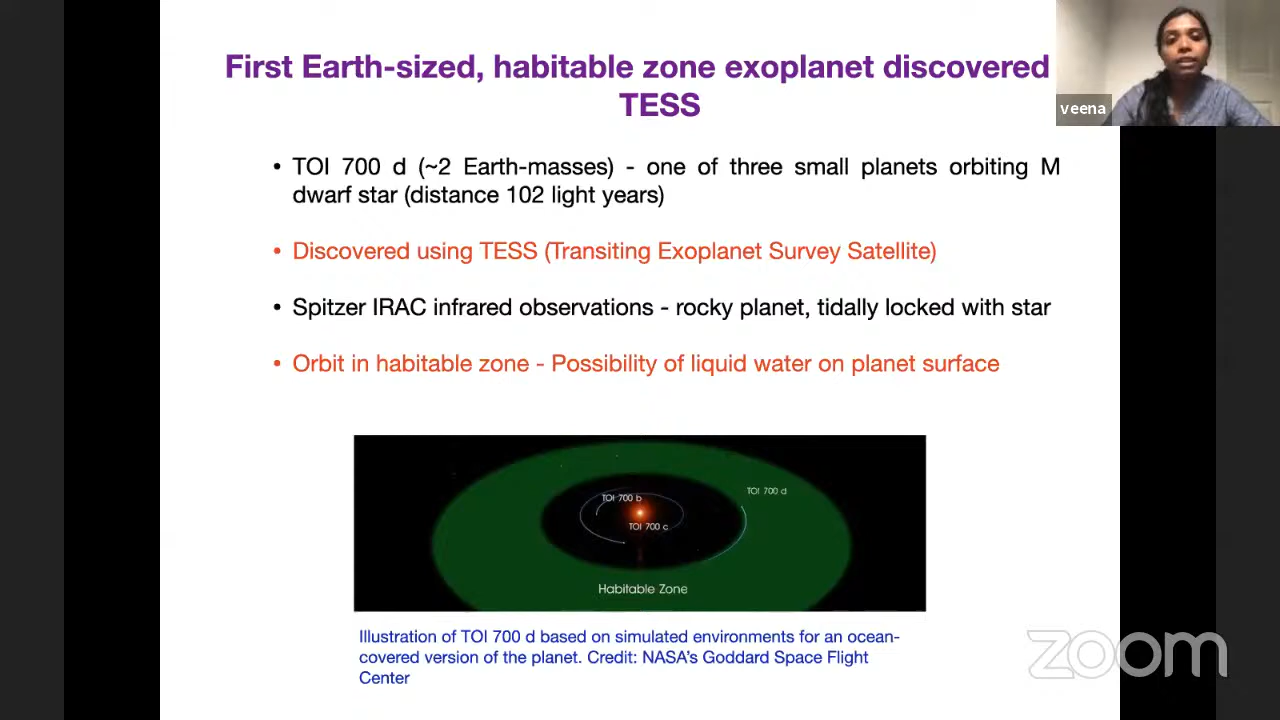 First Earth-sized, habitable zone exoplanet discovered
TESS
veena
• TOI 700 d (~2 Earth-masses) - one of three small planets orbiting M
dwarf star (distance 102 light years)
• Discovered using TESS (Transiting Exoplanet Survey Satellite)
• Spitzer IRAC infrared observations - rocky planet, tidally locked with star
• Orbit in habitable zone - Possibility of liquid water on planet surface
TOI 700 d
TOI 700 b
TOI 700 c
Habitable Zone
Illustration of TOI 700 d based on simulated environments for an ocean-
covered version of the planet. Credit: NASA's Goddard Space Flight
Center
zoom